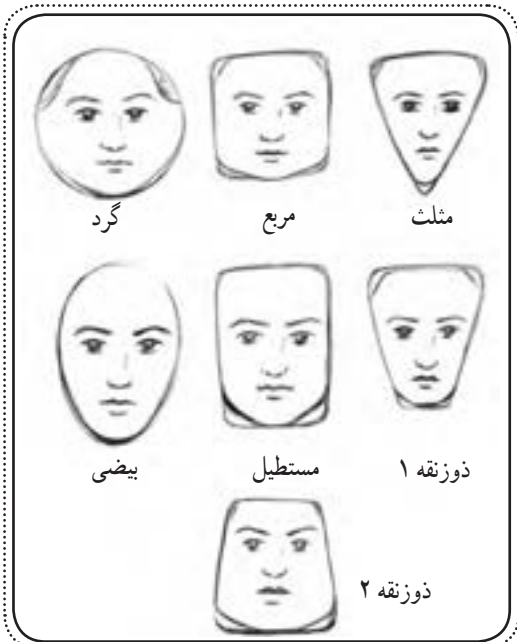 مثلث مربع گرد
ذوزنقه ۱ مستطیل بیضی
ذوزنقه ۲